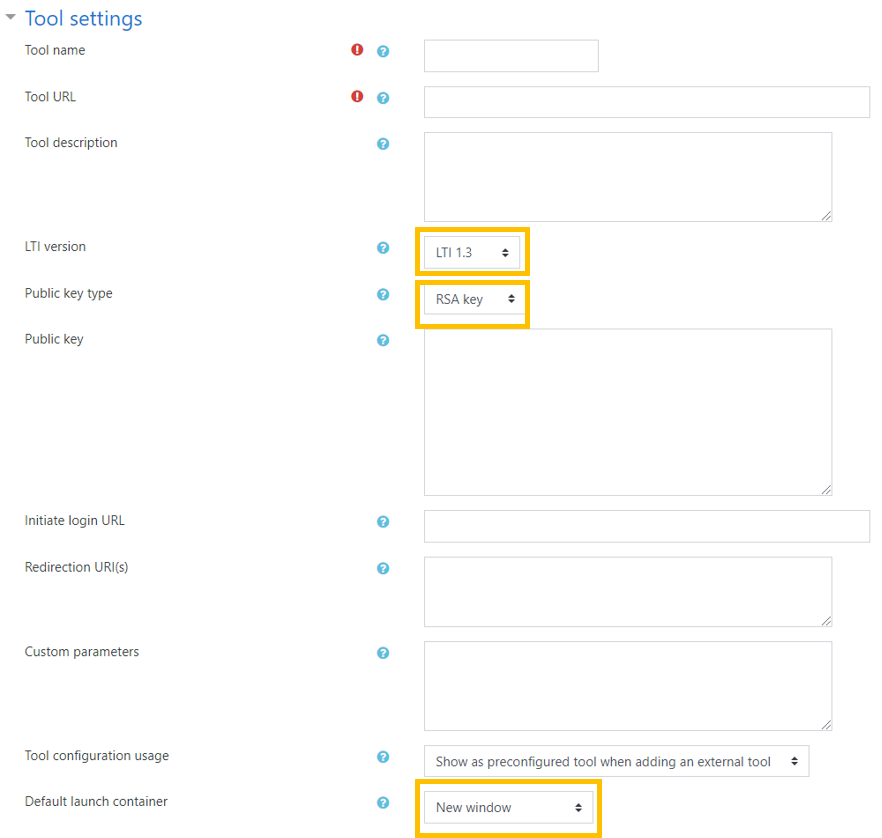 Tool settings
Tool name
Tool URL
Tool description
LTI version
LTI 1.3
Public key type
RSA key
Public key
Initiate login URL
Redirection URI(s)
Custom parameters
Tool configuration usage
Show as preconfigured tool when adding an external tool
Default launch container
New window